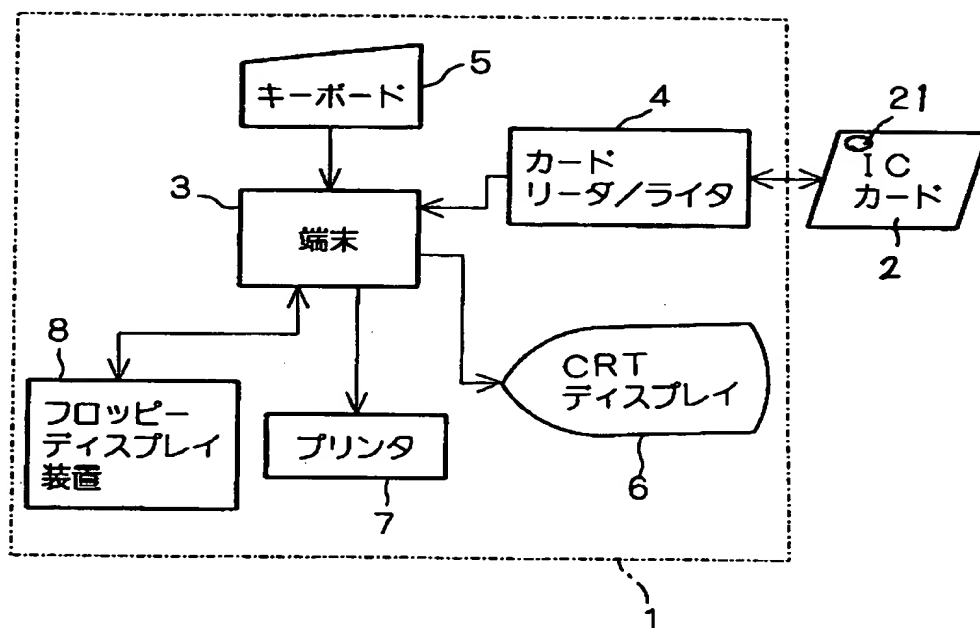 5
キーボード
4
21
カード
リーダ/ライタ
IC
カード
2
3
端末
8
フロッピー
ディスプレイ
装置
プリンタ
7
CRT
ディスプレイ
6
1